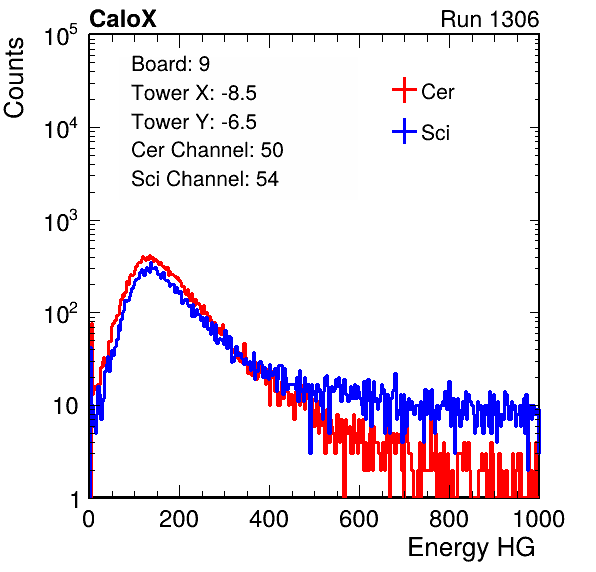 CaloX Run 1306
Counts
Board: 9
Tower X: -8.5
Tower Y: -6.5
Cer Channel: 50
Sci Channel: 54
Cer
Sci
10^5
10^4
10^3
10^2
10
1
0 200 400 600 800 1000
Energy HG